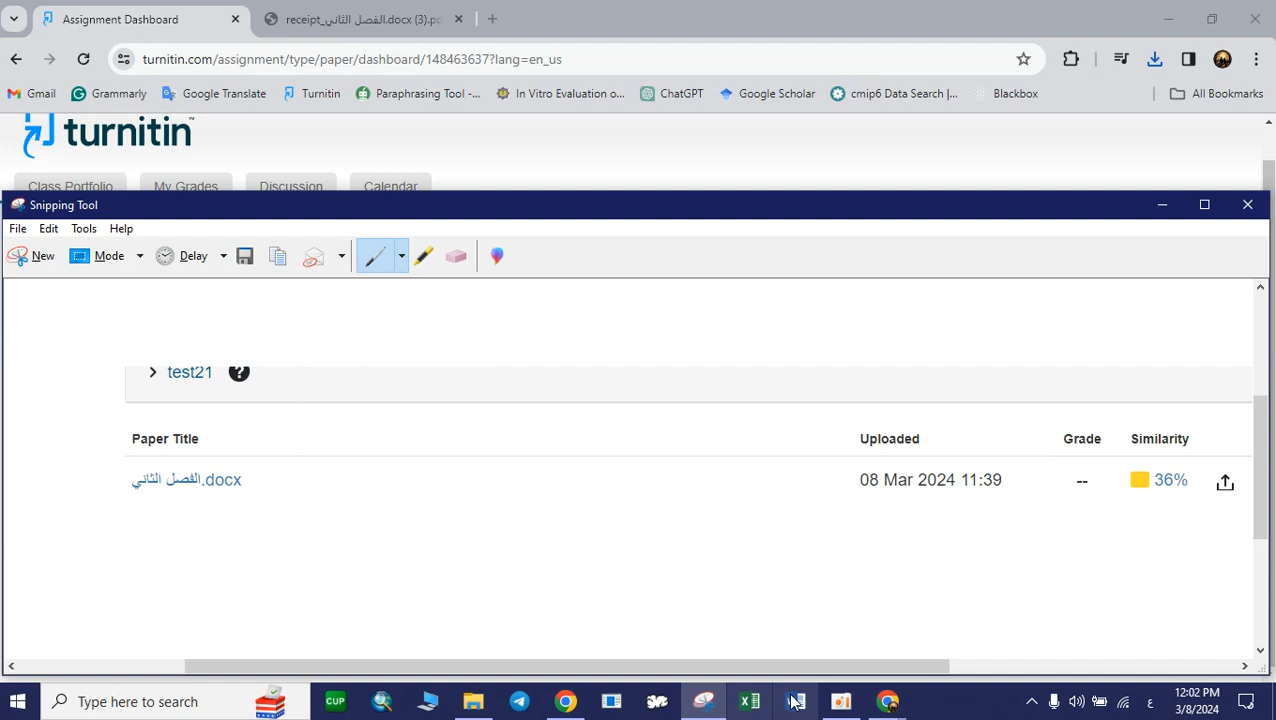 Assignment Dashboard
receipt_الفصل الثاني.docx (3).pd
turnitin.com/assignment/type/paper/dashboard/148463637?lang=en_us
Gmail Grammarly Google Translate Turnitin Paraphrasing Tool -... In Vitro Evaluation o... ChatGPT Google Scholar cmip6 Data Search |... Blackbox All Bookmarks
turnitin
Class Portfolio My Grades Discussion Calendar
Snipping Tool
File Edit Tools Help
New Mode Delay
test21 ?
Paper Title Uploaded Grade Similarity
الفصل الثاني.docx 08 Mar 2024 11:39 -- 36%
Type here to search CUP ع 12:02 PM
3/8/2024